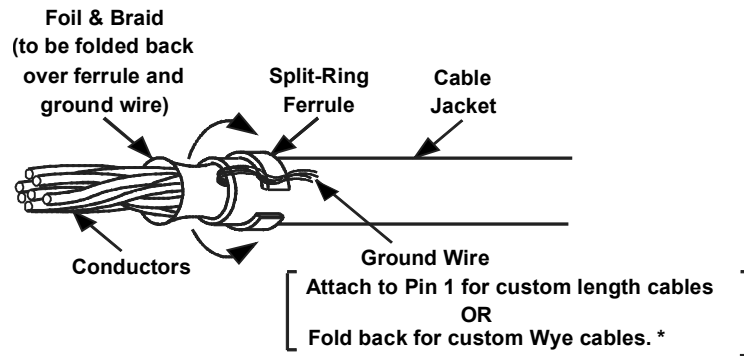 Foil & Braid
(to be folded back
over ferrule and
ground wire)
Split-Ring
Ferrule
Cable
Jacket
Conductors
Ground Wire
Attach to Pin 1 for custom length cables
OR
Fold back for custom Wye cables. *